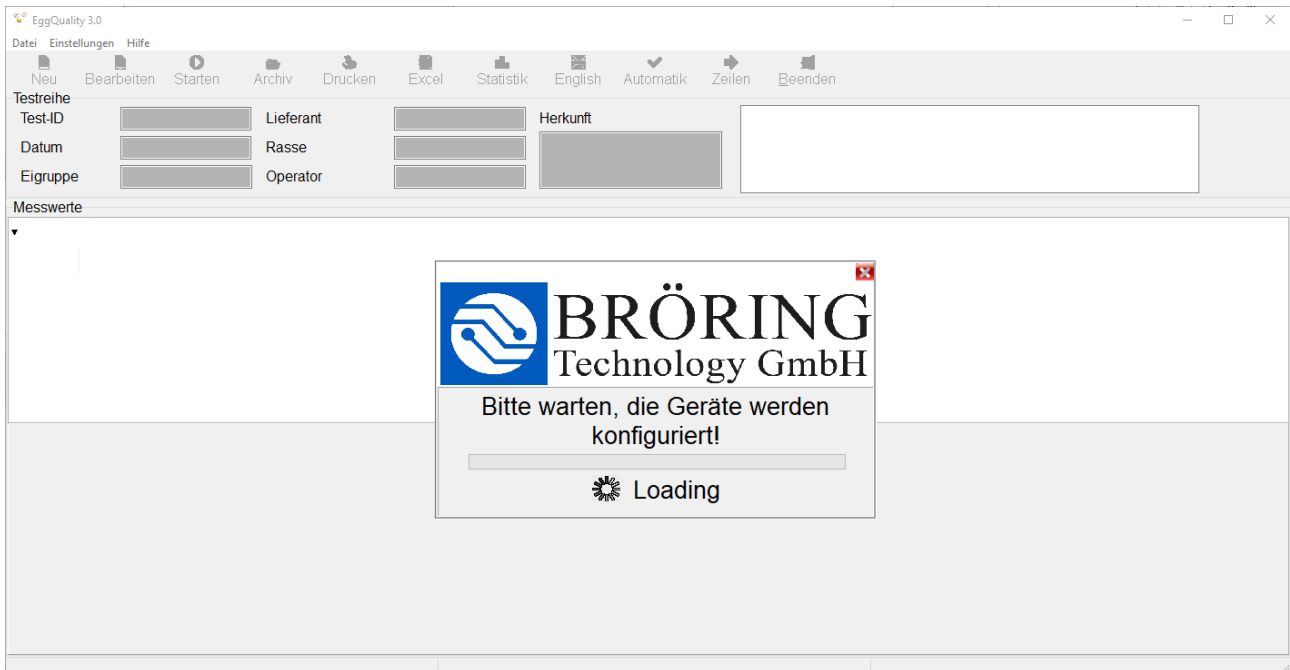 EggQuality 3.0
Datei Einstellungen Hilfe
Neu Bearbeiten Starten Archiv Drucken Excel Statistik English Automatik Zeilen Beenden
Testreihe
Test-ID Lieferant Herkunft
Datum Rasse
Eigruppe Operator
Messwerte
BRÖRING
Technology GmbH
Bitte warten, die Geräte werden
konfiguriert!
Loading